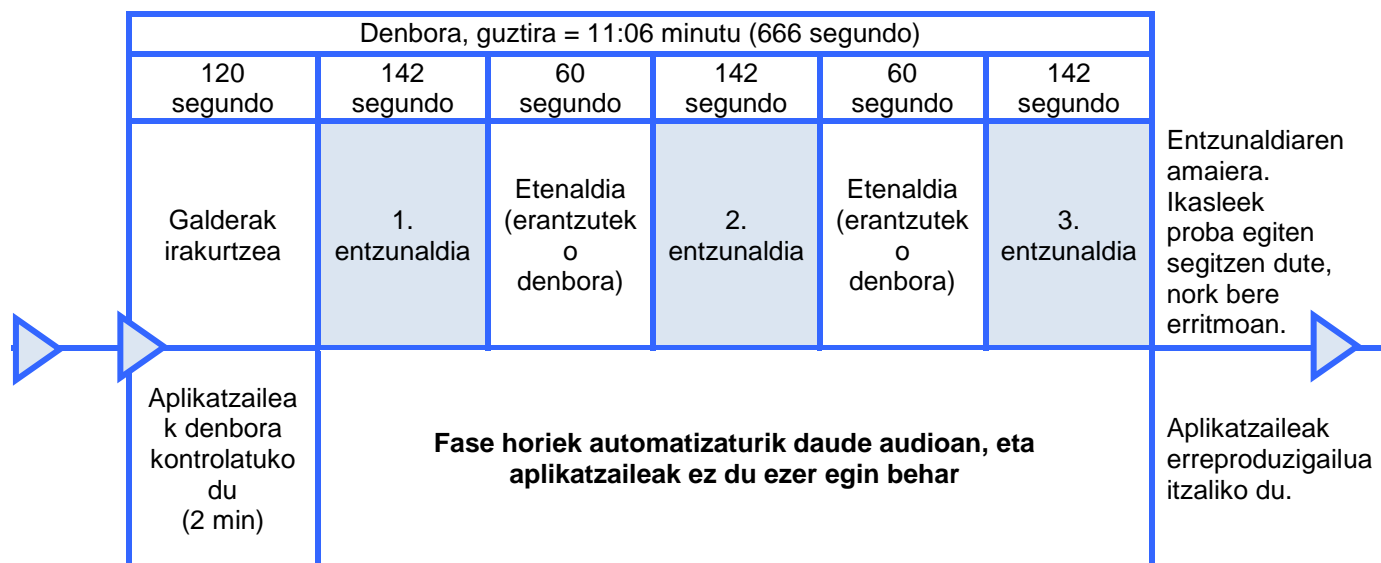 Denbora, guztira = 11:06 minutu (666 segundo)
120
segundo
142
segundo
60
segundo
142
segundo
60
segundo
142
segundo
Galderak
irakurtzea
1.
entzunaldia
Etenaldia
(erantzutek
o
denbora)
2.
entzunaldia
Etenaldia
(erantzutek
o
denbora)
3.
entzunaldia
Entzunaldiaren
amaiera.
Ikasleek
proba egiten
segitzen dute,
nork bere
erritmoan.
Aplikatzailea
k denbora
kontrolatuko
du
(2 min)
Fase horiek automatizaturik daude audioan, eta
aplikatzaileak ez du ezer egin behar
Aplikatzaileak
erreproduzigailua
itzaliko du.